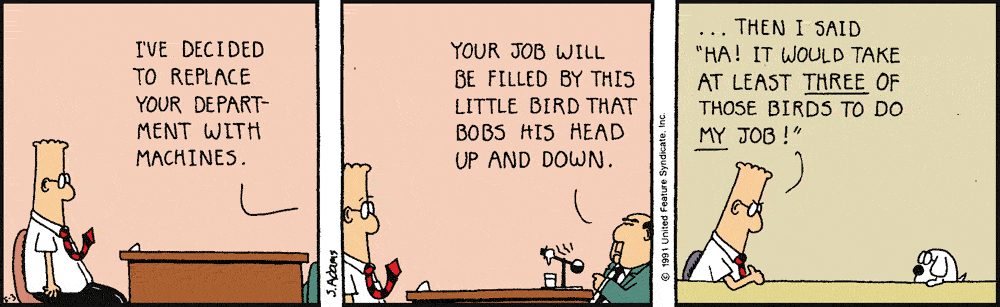 I'VE DECIDED
TO REPLACE
YOUR DEPART-
MENT WITH
MACHINES.
5-3
YOUR JOB WILL
BE FILLED BY THIS
LITTLE BIRD THAT
BOBS HIS HEAD
UP AND DOWN.
S.ADAMS
© 1991 United Feature Syndicate, Inc.
... THEN I SAID
"HA! IT WOULD TAKE
AT LEAST THREE OF
THOSE BIRDS TO DO
MY JOB!"